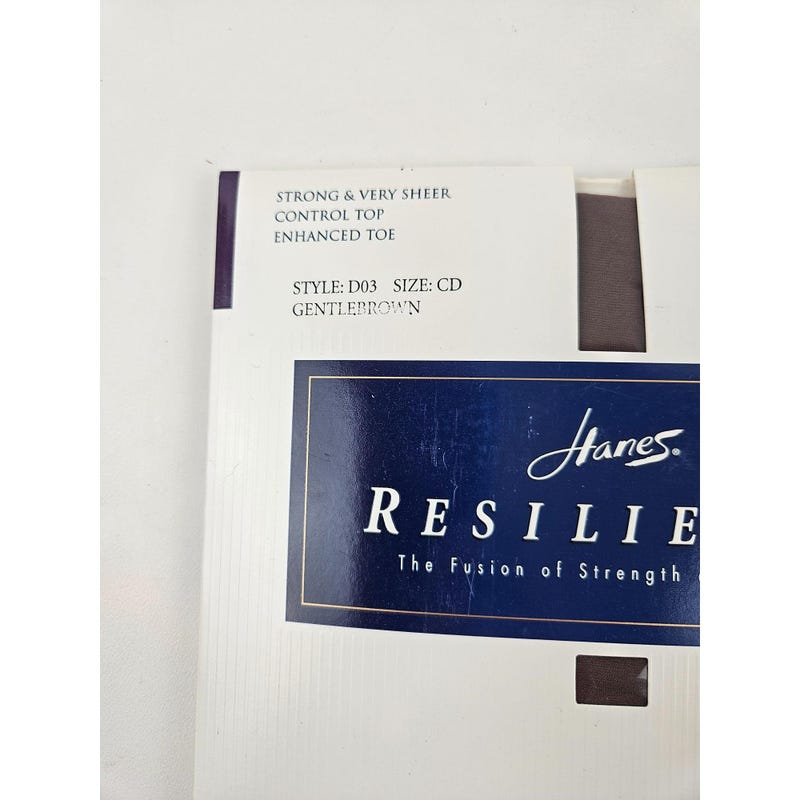 STRONG & VERY SHEER
CONTROL TOP
ENHANCED TOE
STYLE: D03 SIZE: CD
GENTLEBROWN
Hanes®
RESILIE
The Fusion of Strength